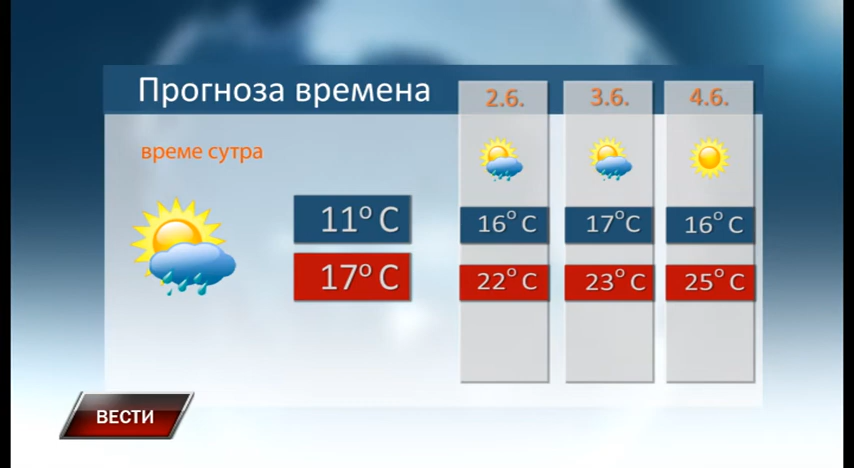 Прогноза времена
2.6.
3.6.
4.6.
време сутра
11° C
17° C
16° C
17°C
16° C
22° C
23° C
25° C
ВЕСТИ